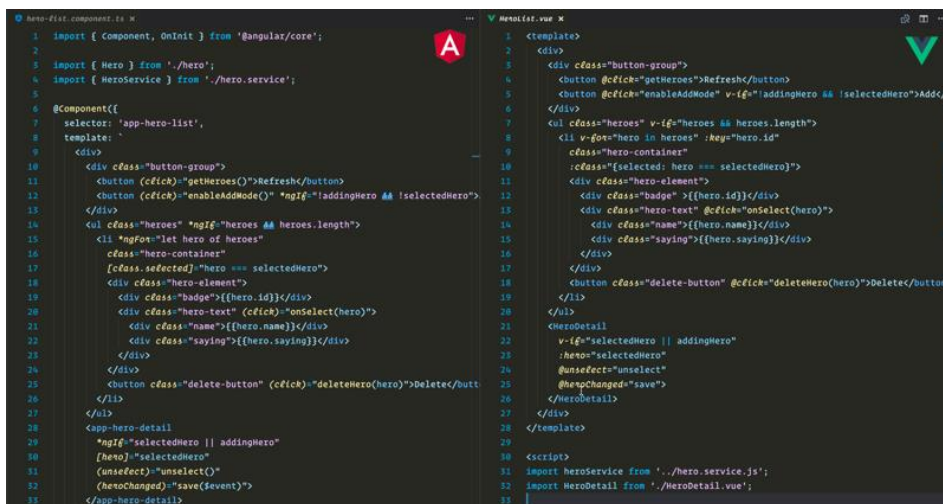 hero-list.component.ts ×
1 import { Component, OnInit } from '@angular/core';
2
3 import { Hero } from './hero';
4 import { HeroService } from './hero.service';
5
6 @Component({
7 selector: 'app-hero-list',
8 template: `
9 <div>
10 <div class="button-group">
11 <button (click)="getHeroes()">Refresh</button>
12 <button (click)="enableAddMode()" *ngIf="!addingHero && !selectedHero">
13 </div>
14 <ul class="heroes" *ngIf="heroes && heroes.length">
15 <li *ngFor="let hero of heroes"
16 class="hero-container"
17 [class.selected]="hero === selectedHero">
18 <div class="hero-element">
19 <div class="badge">{{hero.id}}</div>
20 <div class="hero-text" (click)="onSelect(hero)">
21 <div class="name">{{hero.name}}</div>
22 <div class="saying">{{hero.saying}}</div>
23 </div>
24 </div>
25 <button class="delete-button" (click)="deleteHero(hero)">Delete</butt
26 </li>
27 </ul>
28 <app-hero-detail
29 *ngIf="selectedHero || addingHero"
30 [hero]="selectedHero"
31 (unselect)="unselect()"
32 (heroChanged)="save($event)">
33 </app-hero-detail>
A
HeroList.vue ×
1 <template>
2 <div>
3 <div class="button-group">
4 <button @click="getHeroes">Refresh</button>
5 <button @click="enableAddMode" v-if="!addingHero && !selectedHero">Add</
6 </div>
7 <ul class="heroes" v-if="heroes && heroes.length">
8 <li v-for="hero in heroes" :key="hero.id"
9 class="hero-container"
10 :class="{selected: hero === selectedHero}">
11 <div class="hero-element">
12 <div class="badge" >{{hero.id}}</div>
13 <div class="hero-text" @click="onSelect(hero)">
14 <div class="name">{{hero.name}}</div>
15 <div class="saying">{{hero.saying}}</div>
16 </div>
17 </div>
18 <button class="delete-button" @click="deleteHero(hero)">Delete</button
19 </li>
20 </ul>
21 <HeroDetail
22 v-if="selectedHero || addingHero"
23 :hero="selectedHero"
24 @unselect="unselect"
25 @heroChanged="save">
26 </HeroDetail>
27 </div>
28 </template>
29
30 <script>
31 import heroService from '../hero.service.js';
32 import HeroDetail from './HeroDetail.vue';
33